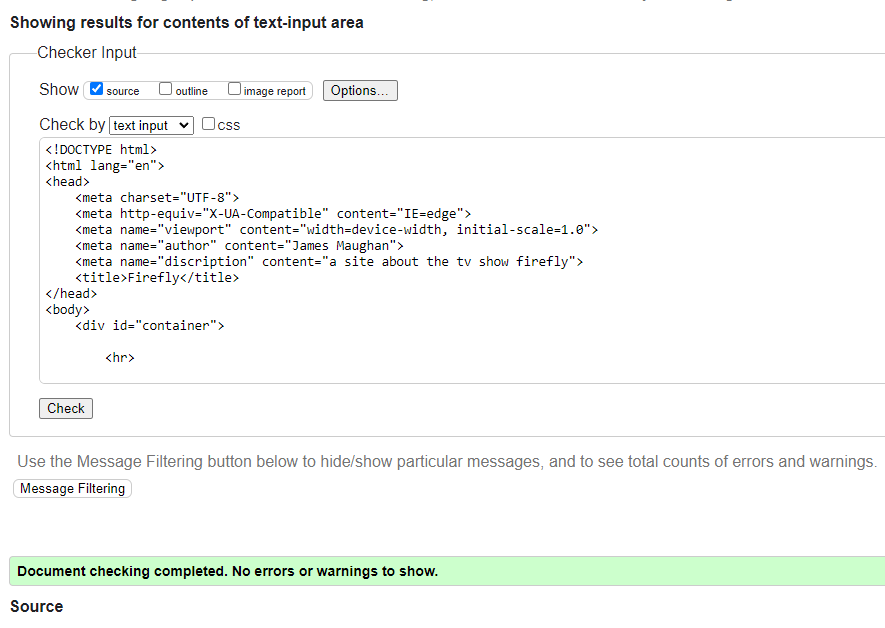 Showing results for contents of text-input area
Checker Input
Show source outline image report Options...
Check by text input css
<!DOCTYPE html>
<html lang="en">
<head>
    <meta charset="UTF-8">
    <meta http-equiv="X-UA-Compatible" content="IE=edge">
    <meta name="viewport" content="width=device-width, initial-scale=1.0">
    <meta name="author" content="James Maughan">
    <meta name="discription" content="a site about the tv show firefly">
    <title>Firefly</title>
</head>
<body>
    <div id="container">
        <hr>
Check
Use the Message Filtering button below to hide/show particular messages, and to see total counts of errors and warnings.
Message Filtering
Document checking completed. No errors or warnings to show.
Source